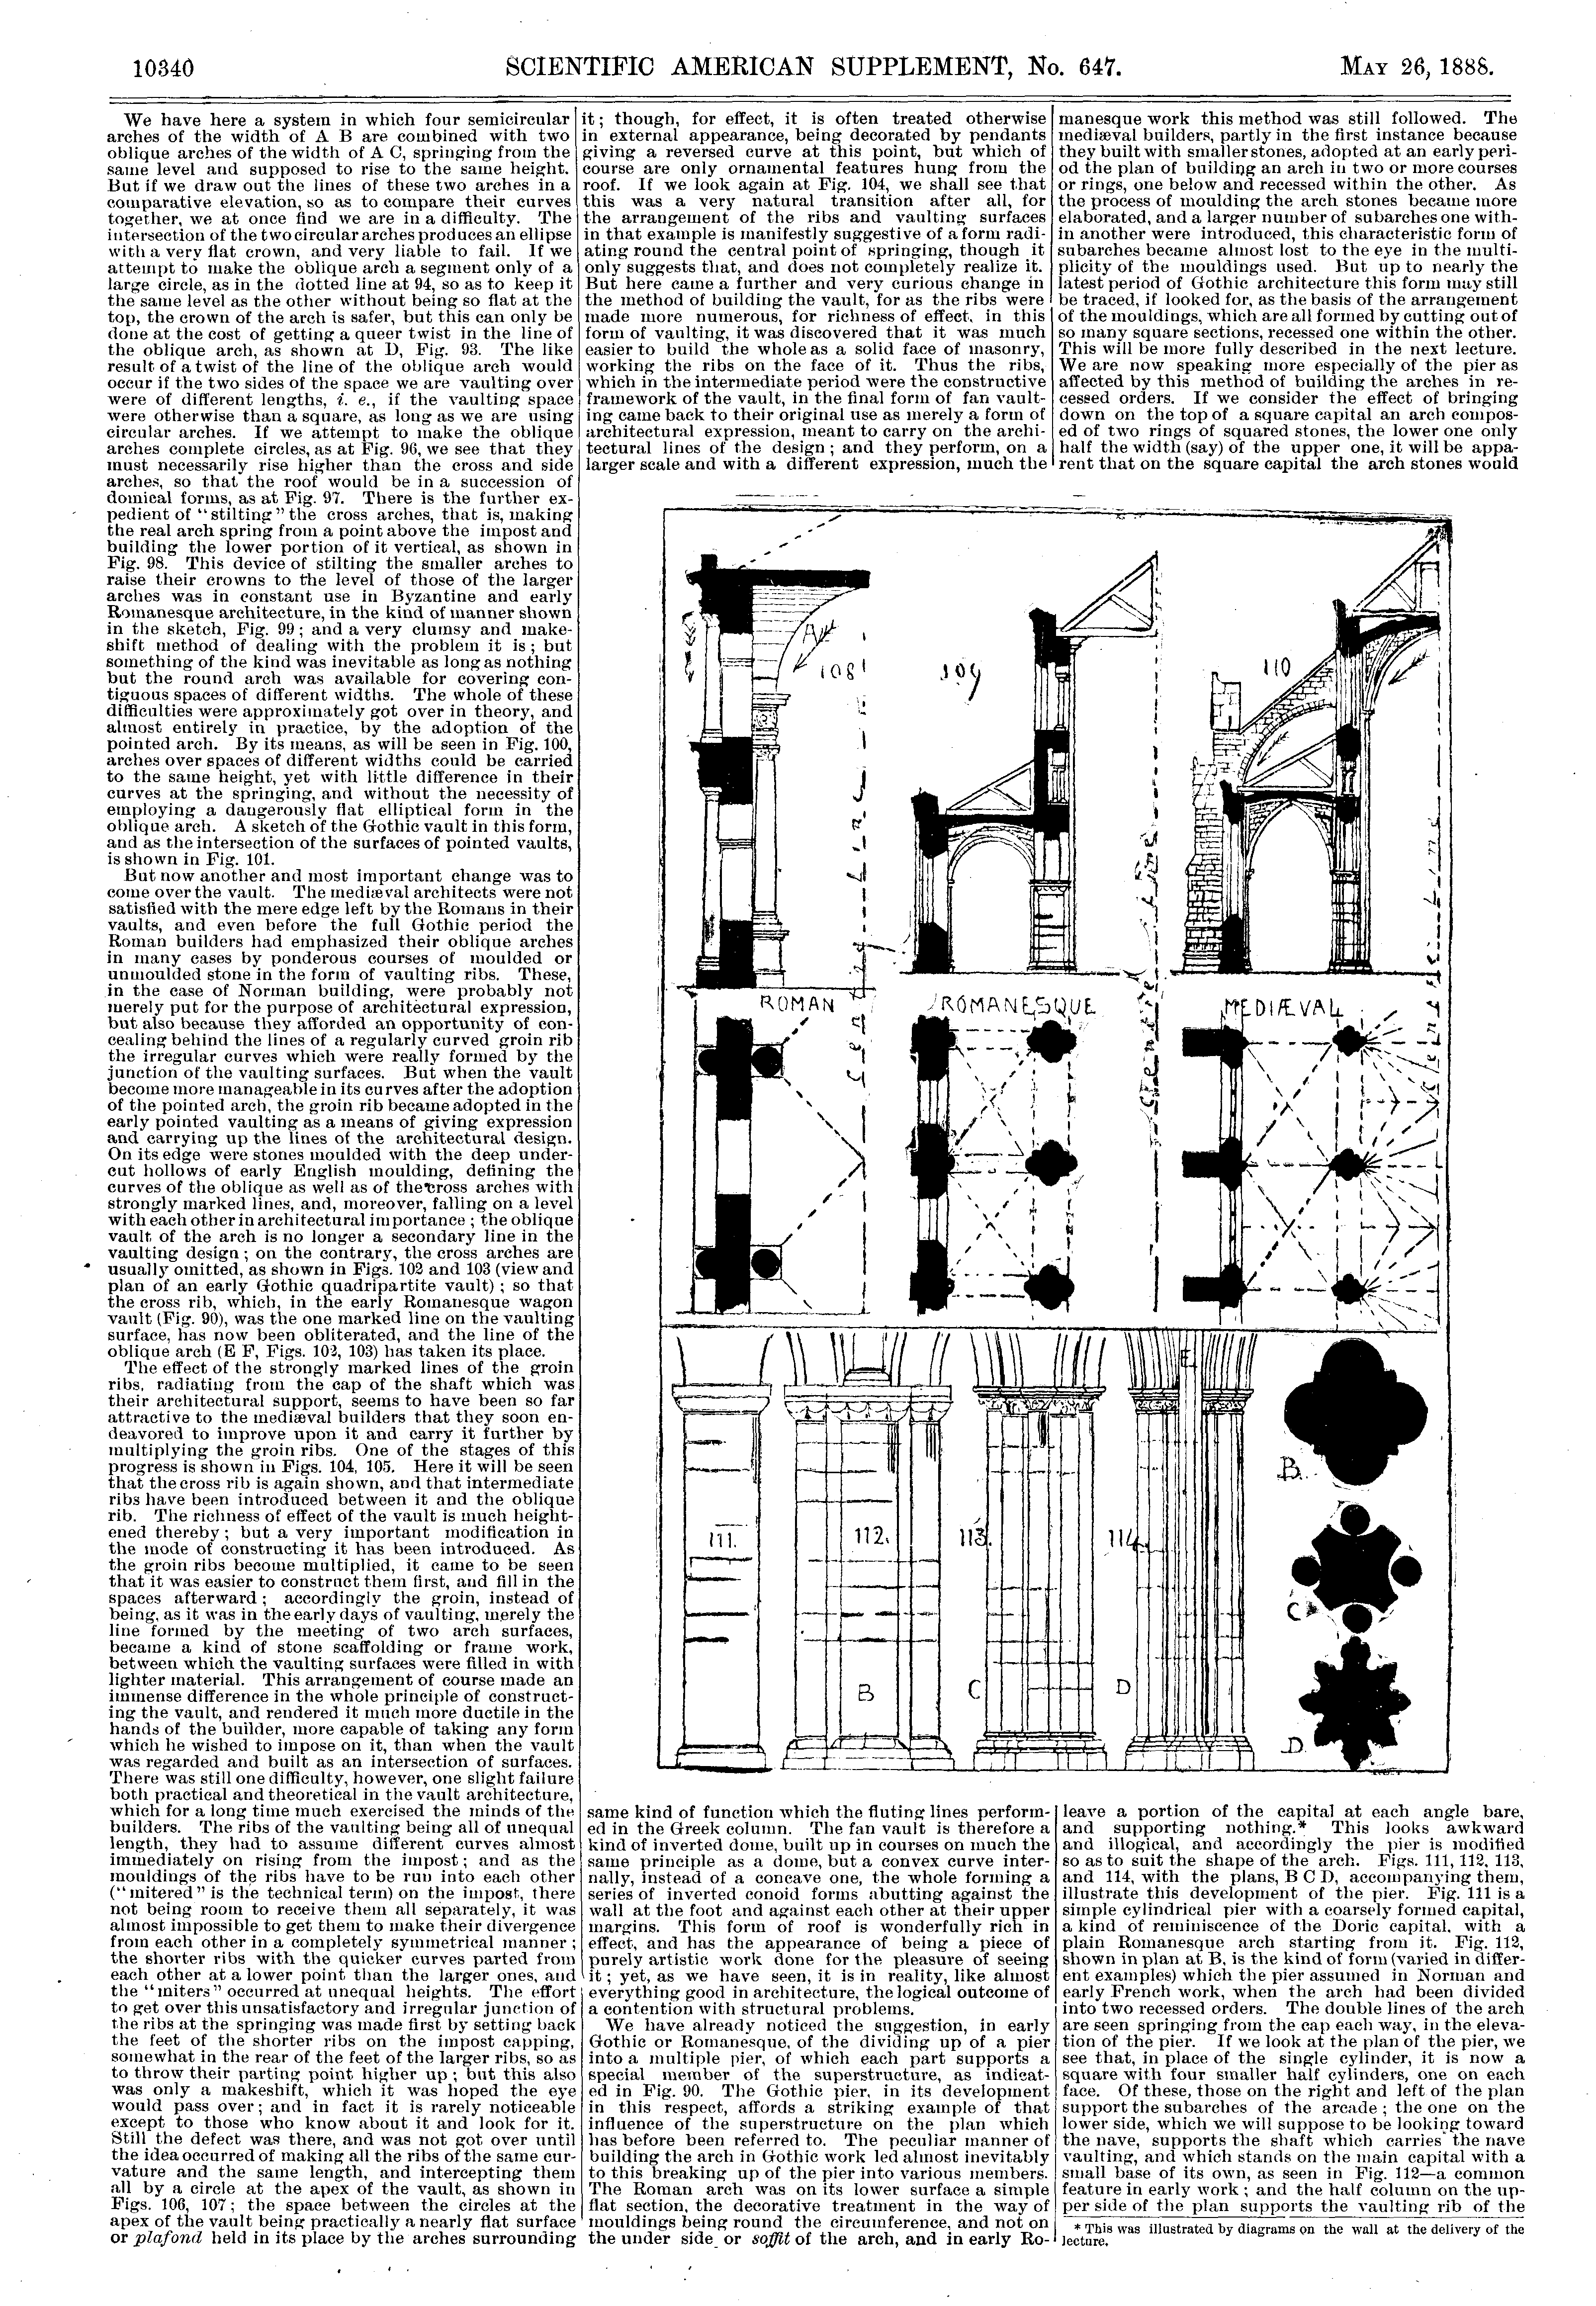 10340
SCIENTIFIC AMERICAN SUPPLEMENT, No. 647.
MAY 26, 1888.
We have here a system in which four semicircular
arches of the width of A B are combined with two
oblique arches of the width of A C, springing from the
same level and supposed to rise to the same height.
But if we draw out the lines of these two arches in a
comparative elevation, so as to compare their curves
together, we at once find we are in a difficulty. The
intersection of the two circular arches produces an ellipse
with a very flat crown, and very liable to fail. If we
attempt to make the oblique arch a segment only of a
large circle, as in the dotted line at 94, so as to keep it
the same level as the other without being so flat at the
top, the crown of the arch is safer, but this can only be
done at the cost of getting a queer twist in the line of
the oblique arch, as shown at D, Fig. 93. The like
result of a twist of the line of the oblique arch would
occur if the two sides of the space we are vaulting over
were of different lengths, i. e., if the vaulting space
were otherwise than a square, as long as we are using
circular arches. If we attempt to make the oblique
arches complete circles, as at Fig. 96, we see that they
must necessarily rise higher than the cross and side
arches, so that the roof would be in a succession of
domical forms, as at Fig. 97. There is the further ex-
pedient of "stilting" the cross arches, that is, making
the real arch spring from a point above the impost and
building the lower portion of it vertical, as shown in
Fig. 98. This device of stilting the smaller arches to
raise their crowns to the level of those of the larger
arches was in constant use in Byzantine and early
Romanesque architecture, in the kind of manner shown
in the sketch, Fig. 99; and a very clumsy and make-
shift method of dealing with the problem it is; but
something of the kind was inevitable as long as nothing
but the round arch was available for covering con-
tiguous spaces of different widths. The whole of these
difficulties were approximately got over in theory, and
almost entirely in practice, by the adoption of the
pointed arch. By its means, as will be seen in Fig. 100,
arches over spaces of different widths could be carried
to the same height, yet with little difference in their
curves at the springing, and without the necessity of
employing a dangerously flat elliptical form in the
oblique arch. A sketch of the Gothic vault in this form,
and as the intersection of the surfaces of pointed vaults,
is shown in Fig. 101.
But now another and most important change was to
come over the vault. The mediæval architects were not
satisfied with the mere edge left by the Romans in their
vaults, and even before the full Gothic period the
Roman builders had emphasized their oblique arches
in many cases by ponderous courses of moulded or
unmoulded stone in the form of vaulting ribs. These,
in the case of Norman building, were probably not
merely put for the purpose of architectural expression,
but also because they afforded an opportunity of con-
cealing behind the lines of a regularly curved groin rib
the irregular curves which were really formed by the
junction of the vaulting surfaces. But when the vault
become more manageable in its curves after the adoption
of the pointed arch, the groin rib became adopted in the
early pointed vaulting as a means of giving expression
and carrying up the lines of the architectural design.
On its edge were stones moulded with the deep under-
cut hollows of early English moulding, defining the
curves of the oblique as well as of the cross arches with
strongly marked lines, and, moreover, falling on a level
with each other in architectural importance; the oblique
vault of the arch is no longer a secondary line in the
vaulting design; on the contrary, the cross arches are
usually omitted, as shown in Figs. 102 and 103 (view and
plan of an early Gothic quadripartite vault); so that
the cross rib, which, in the early Romanesque wagon
vault (Fig. 90), was the one marked line on the vaulting
surface, has now been obliterated, and the line of the
oblique arch (E F, Figs. 102, 103) has taken its place.
The effect of the strongly marked lines of the groin
ribs, radiating from the cap of the shaft which was
their architectural support, seems to have been so far
attractive to the mediæval builders that they soon en-
deavored to improve upon it and carry it further by
multiplying the groin ribs. One of the stages of this
progress is shown in Figs. 104, 105. Here it will be seen
that the cross rib is again shown, and that intermediate
ribs have been introduced between it and the oblique
rib. The richness of effect of the vault is much height-
ened thereby; but a very important modification in
the mode of constructing it has been introduced. As
the groin ribs become multiplied, it came to be seen
that it was easier to construct them first, and fill in the
spaces afterward; accordingly the groin, instead of
being, as it was in the early days of vaulting, merely the
line formed by the meeting of two arch surfaces,
became a kind of stone scaffolding or frame work,
between which the vaulting surfaces were filled in with
lighter material. This arrangement of course made an
immense difference in the whole principle of construct-
ing the vault, and rendered it much more ductile in the
hands of the builder, more capable of taking any form
which he wished to impose on it, than when the vault
was regarded and built as an intersection of surfaces.
There was still one difficulty, however, one slight failure
both practical and theoretical in the vault architecture,
which for a long time much exercised the minds of the
builders. The ribs of the vaulting being all of unequal
length, they had to assume different curves almost
immediately on rising from the impost; and as the
mouldings of the ribs have to be run into each other
("mitered" is the technical term) on the impost, there
not being room to receive them all separately, it was
almost impossible to get them to make their divergence
from each other in a completely symmetrical manner;
the shorter ribs with the quicker curves parted from
each other at a lower point than the larger ones, and
the "miters" occurred at unequal heights. The effort
to get over this unsatisfactory and irregular junction of
the ribs at the springing was made first by setting back
the feet of the shorter ribs on the impost capping,
somewhat in the rear of the feet of the larger ribs, so as
to throw their parting point higher up; but this also
was only a makeshift, which it was hoped the eye
would pass over; and in fact it is rarely noticeable
except to those who know about it and look for it.
Still the defect was there, and was not got over until
the idea occurred of making all the ribs of the same cur-
vature and the same length, and intercepting them
all by a circle at the apex of the vault, as shown in
Figs. 106, 107; the space between the circles at the
apex of the vault being practically a nearly flat surface
or plafond held in its place by the arches surrounding
it; though, for effect, it is often treated otherwise
in external appearance, being decorated by pendants
giving a reversed curve at this point, but which of
course are only ornamental features hung from the
roof. If we look again at Fig. 104, we shall see that
this was a very natural transition after all, for
the arrangement of the ribs and vaulting surfaces
in that example is manifestly suggestive of a form radi-
ating round the central point of springing, though it
only suggests that, and does not completely realize it.
But here came a further and very curious change in
the method of building the vault, for as the ribs were
made more numerous, for richness of effect, in this
form of vaulting, it was discovered that it was much
easier to build the whole as a solid face of masonry,
working the ribs on the face of it. Thus the ribs,
which in the intermediate period were the constructive
framework of the vault, in the final form of fan vault-
ing came back to their original use as merely a form of
architectural expression, meant to carry on the archi-
tectural lines of the design; and they perform, on a
larger scale and with a different expression, much the
manesque work this method was still followed. The
mediæval builders, partly in the first instance because
they built with smaller stones, adopted at an early peri-
od the plan of building an arch in two or more courses
or rings, one below and recessed within the other. As
the process of moulding the arch stones became more
elaborated, and a larger number of subarches one with-
in another were introduced, this characteristic form of
subarches became almost lost to the eye in the multi-
plicity of the mouldings used. But up to nearly the
latest period of Gothic architecture this form may still
be traced, if looked for, as the basis of the arrangement
of the mouldings, which are all formed by cutting out of
so many square sections, recessed one within the other.
This will be more fully described in the next lecture.
We are now speaking more especially of the pier as
affected by this method of building the arches in re-
cessed orders. If we consider the effect of bringing
down on the top of a square capital an arch compos-
ed of two rings of squared stones, the lower one only
half the width (say) of the upper one, it will be appa-
rent that on the square capital the arch stones would
A
108
109
110
Centre line
Centre line
Centre line
ROMAN
ROMANESQUE
MEDIÆVAL
E
B
111.
112.
113.
114
C
B
C
D
D
same kind of function which the fluting lines perform-
ed in the Greek column. The fan vault is therefore a
kind of inverted dome, built up in courses on much the
same principle as a dome, but a convex curve inter-
nally, instead of a concave one, the whole forming a
series of inverted conoid forms abutting against the
wall at the foot and against each other at their upper
margins. This form of roof is wonderfully rich in
effect, and has the appearance of being a piece of
purely artistic work done for the pleasure of seeing
it; yet, as we have seen, it is in reality, like almost
everything good in architecture, the logical outcome of
a contention with structural problems.
We have already noticed the suggestion, in early
Gothic or Romanesque, of the dividing up of a pier
into a multiple pier, of which each part supports a
special member of the superstructure, as indicat-
ed in Fig. 90. The Gothic pier, in its development
in this respect, affords a striking example of that
influence of the superstructure on the plan which
has before been referred to. The peculiar manner of
building the arch in Gothic work led almost inevitably
to this breaking up of the pier into various members.
The Roman arch was on its lower surface a simple
flat section, the decorative treatment in the way of
mouldings being round the circumference, and not on
the under side or soffit of the arch, and in early Ro-
leave a portion of the capital at each angle bare,
and supporting nothing.* This looks awkward
and illogical, and accordingly the pier is modified
so as to suit the shape of the arch. Figs. 111, 112, 113,
and 114, with the plans, B C D, accompanying them,
illustrate this development of the pier. Fig. 111 is a
simple cylindrical pier with a coarsely formed capital,
a kind of reminiscence of the Doric capital, with a
plain Romanesque arch starting from it. Fig. 112,
shown in plan at B, is the kind of form (varied in differ-
ent examples) which the pier assumed in Norman and
early French work, when the arch had been divided
into two recessed orders. The double lines of the arch
are seen springing from the cap each way, in the eleva-
tion of the pier. If we look at the plan of the pier, we
see that, in place of the single cylinder, it is now a
square with four smaller half cylinders, one on each
face. Of these, those on the right and left of the plan
support the subarches of the arcade; the one on the
lower side, which we will suppose to be looking toward
the nave, supports the shaft which carries the nave
vaulting, and which stands on the main capital with a
small base of its own, as seen in Fig. 112—a common
feature in early work; and the half column on the up-
per side of the plan supports the vaulting rib of the
* This was illustrated by diagrams on the wall at the delivery of the
lecture.